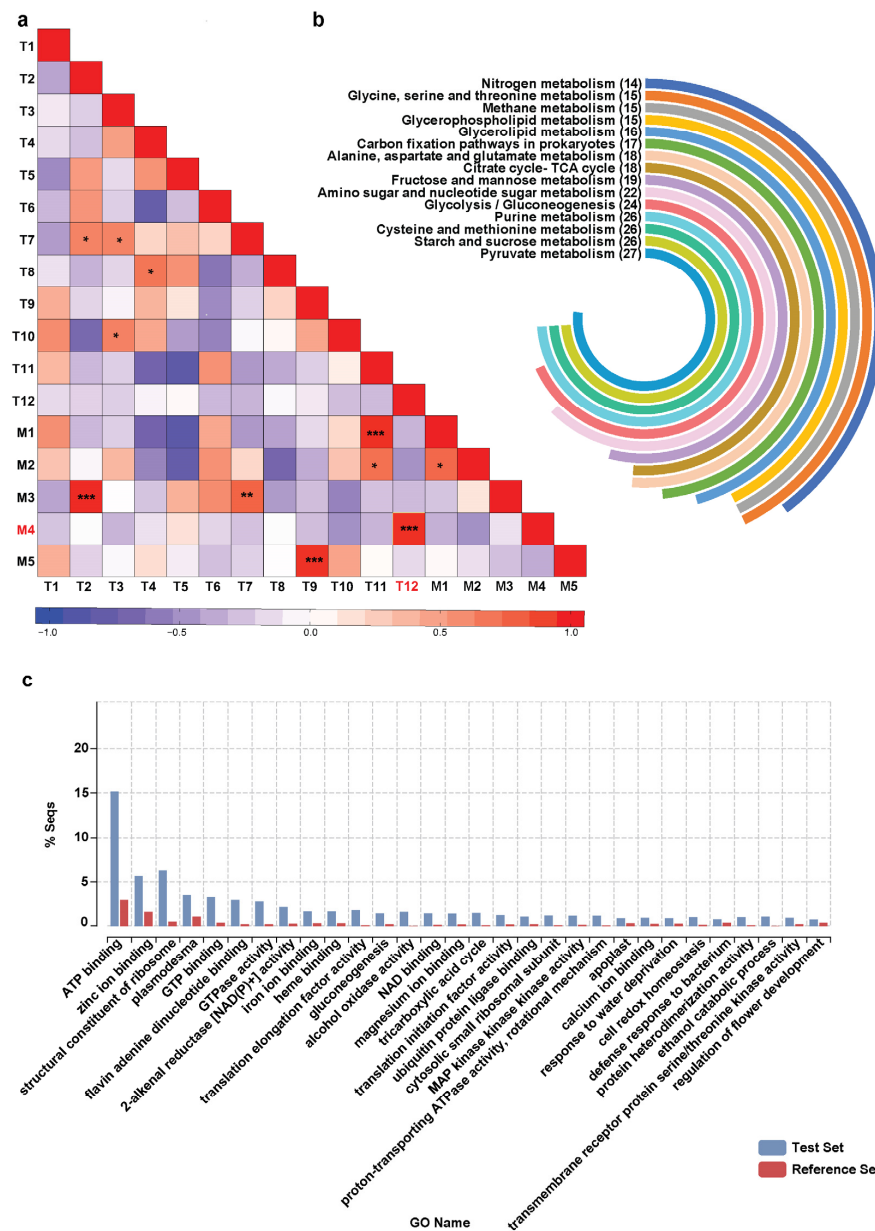 a
b
T1
T2
T3
T4
T5
T6
T7
* *
T8
*
T9
T10
*
T11
T12
M1
***
M2
* *
M3
*** **
M4
***
M5
***
T1 T2 T3 T4 T5 T6 T7 T8 T9 T10 T11 T12 M1 M2 M3 M4 M5
−1.0 −0.5 0.0 0.5 1.0
Nitrogen metabolism (14)
Glycine, serine and threonine metabolism (15)
Methane metabolism (15)
Glycerophospholipid metabolism (15)
Glycerolipid metabolism (16)
Carbon fixation pathways in prokaryotes (17)
Alanine, aspartate and glutamate metabolism (18)
Citrate cycle- TCA cycle (18)
Fructose and mannose metabolism (19)
Amino sugar and nucleotide sugar metabolism (22)
Glycolysis / Gluconeogenesis (24)
Purine metabolism (26)
Cysteine and methionine metabolism (26)
Starch and sucrose metabolism (26)
Pyruvate metabolism (27)
c
% Seqs
20
15
10
5
0
ATP binding
zinc ion binding
structural constituent of ribosome
plasmodesma
GTP binding
flavin adenine dinucleotide binding
GTPase activity
2-alkenal reductase [NAD(P)+] activity
iron ion binding
heme binding
translation elongation factor activity
gluconeogenesis
alcohol oxidase activity
NAD binding
magnesium ion binding
tricarboxylic acid cycle
translation initiation factor activity
ubiquitin protein ligase binding
cytosolic small ribosomal subunit
MAP kinase kinase kinase activity
proton-transporting ATPase activity, rotational mechanism
apoplast
calcium ion binding
response to water deprivation
cell redox homeostasis
defense response to bacterium
protein heterodimerization activity
ethanol catabolic process
transmembrane receptor protein serine/threonine kinase activity
regulation of flower development
Test Set
Reference Se
GO Name